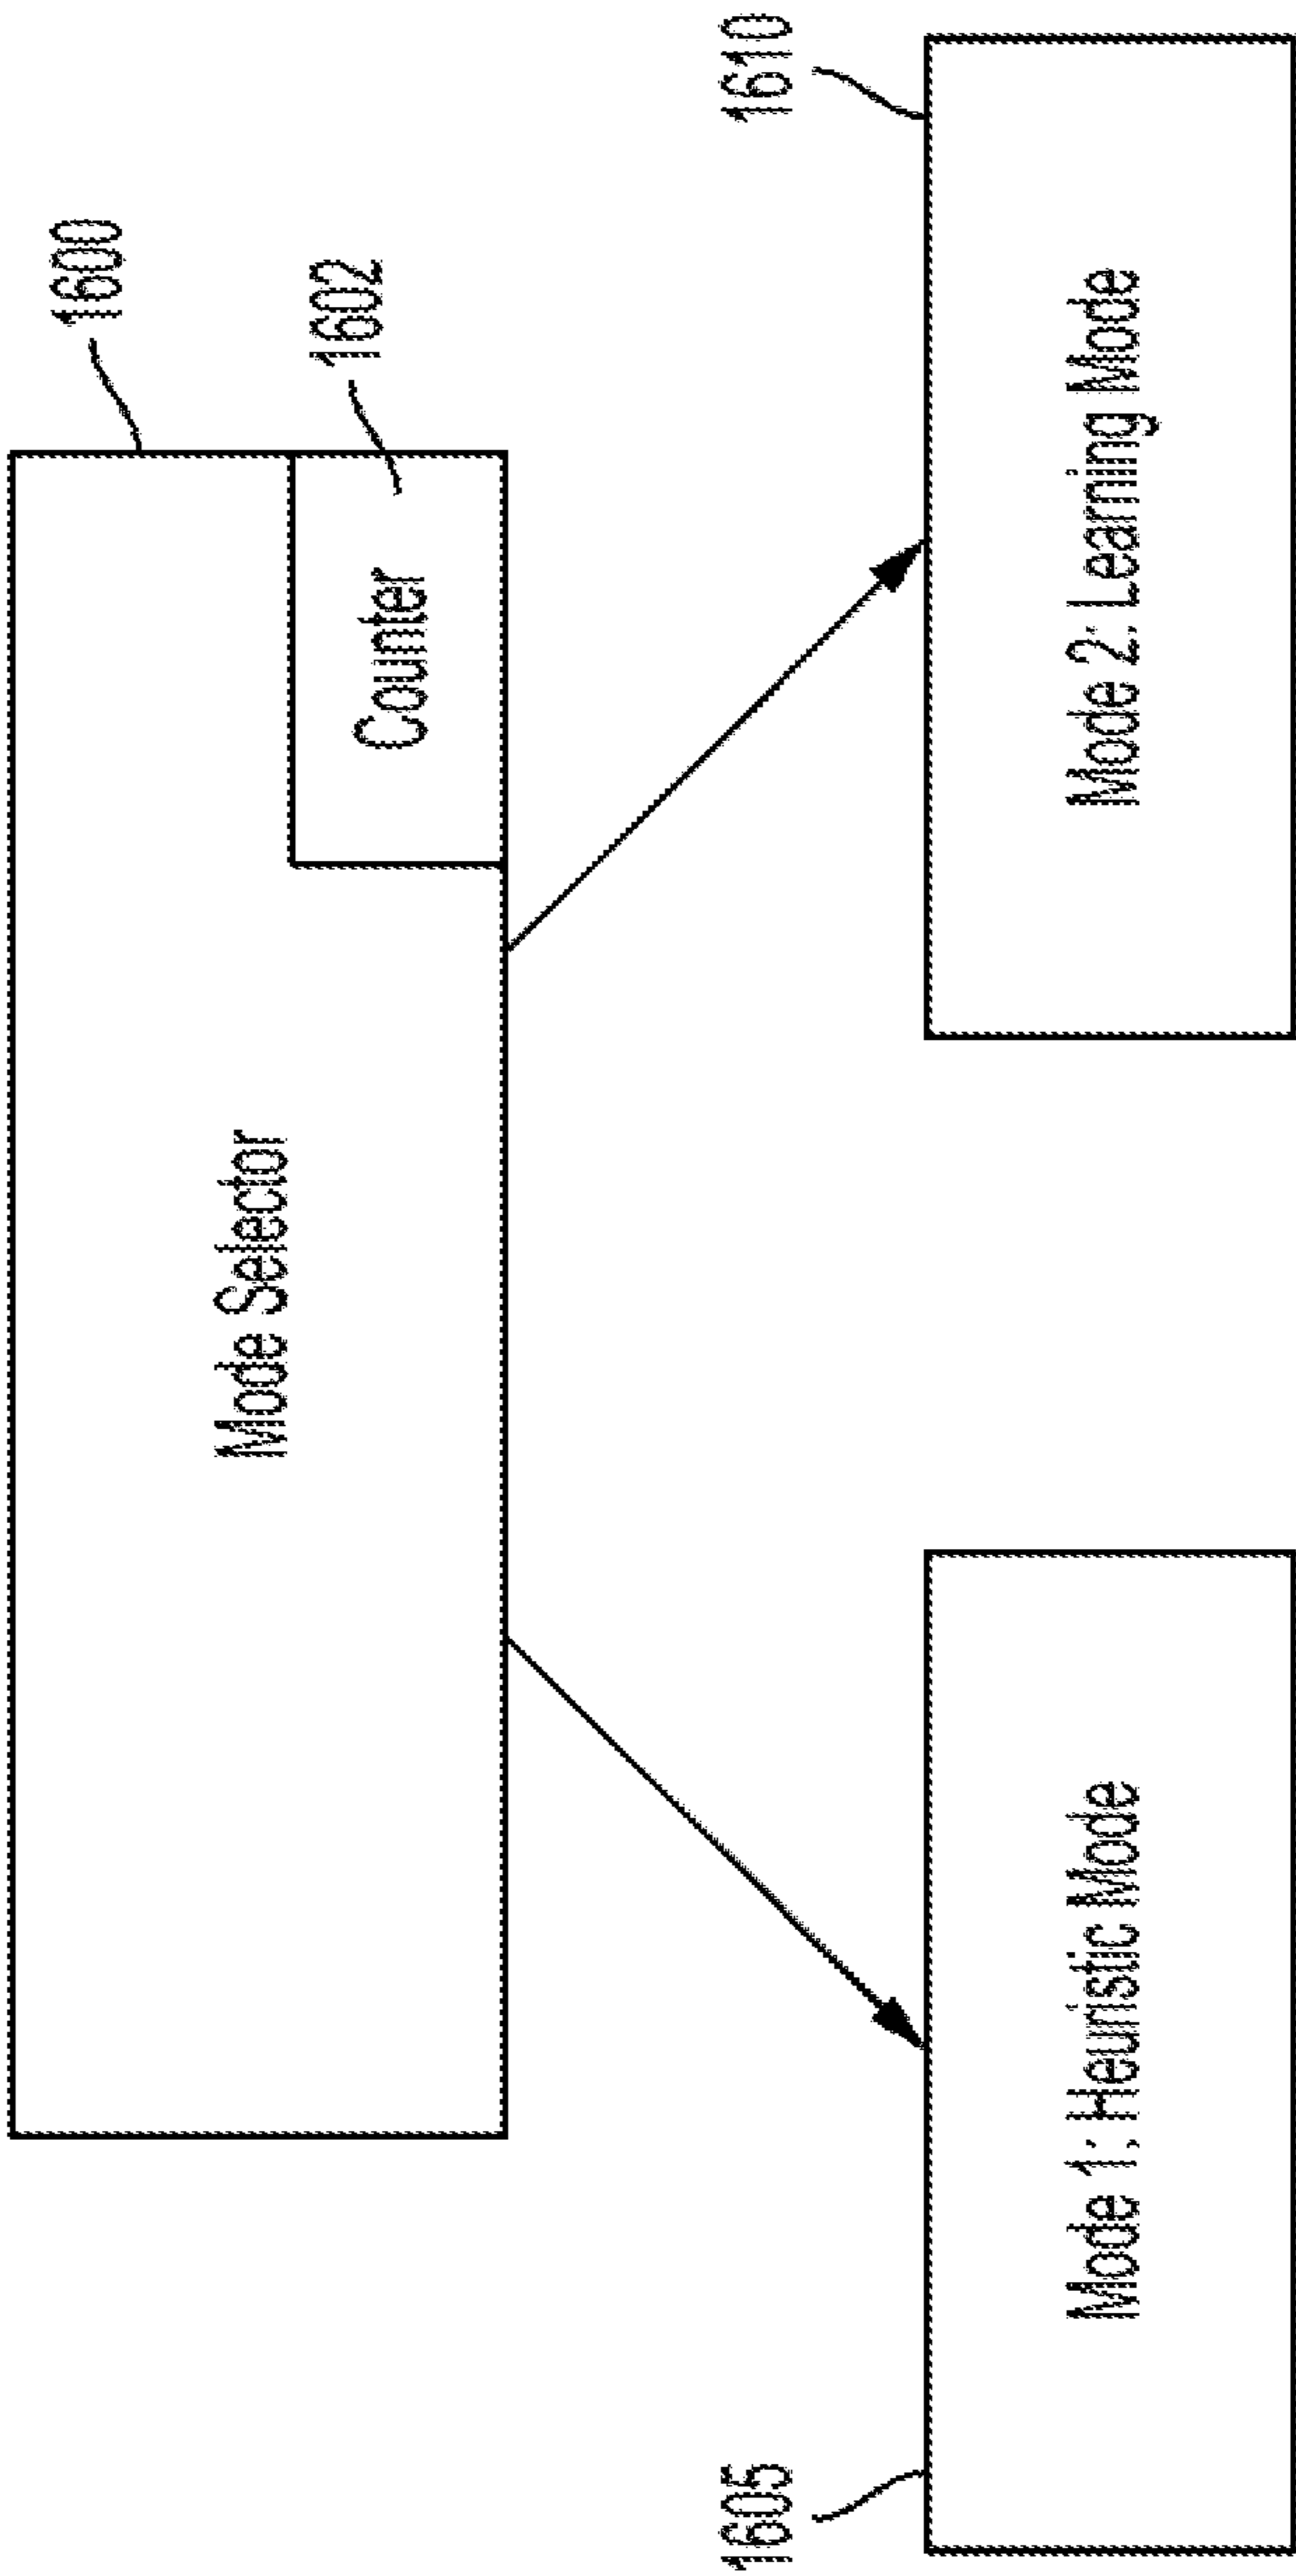 1600
Mode Selector
Counter
1602
1605
1610
Mode 1: Heuristic Mode
Mode 2: Learning Mode